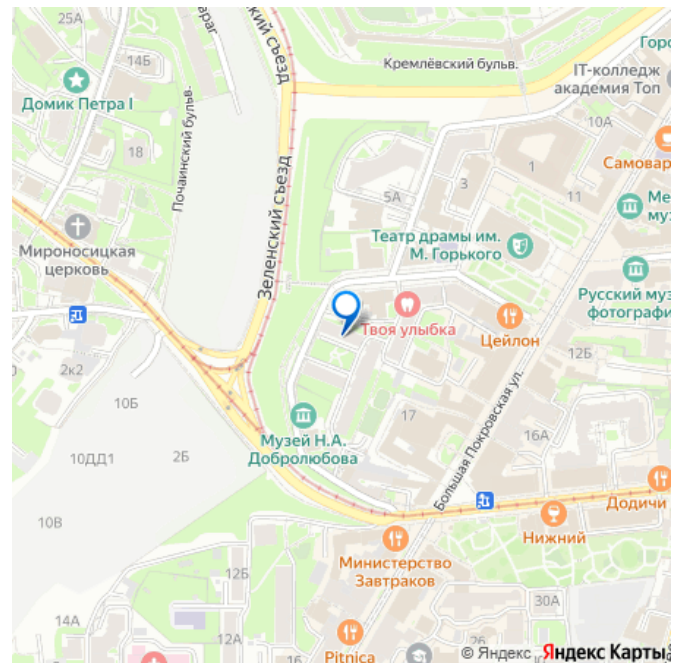 25А
14Б
Домик Петра I
18
Почаинский бульв.
Зеленский съезд
Кремлёвский бульв.
IT-колледж
академия Топ
10А
Самовар
5А
3
1
11
Театр драмы им.
М. Горького
Мироносицкая
церковь
Зеленский съезд
Русский муз
фотографи
Твоя улыбка
Цейлон
12Б
2к2
10Б
10ДД1
2Б
10В
Музей Н.А.
Добролюбова
17
16А
Большая Покровская ул.
Додичи
Нижний
Министерство
Завтраков
12Б
14А
12А
30А
26
Pitnica
© Яндекс Яндекс Карты